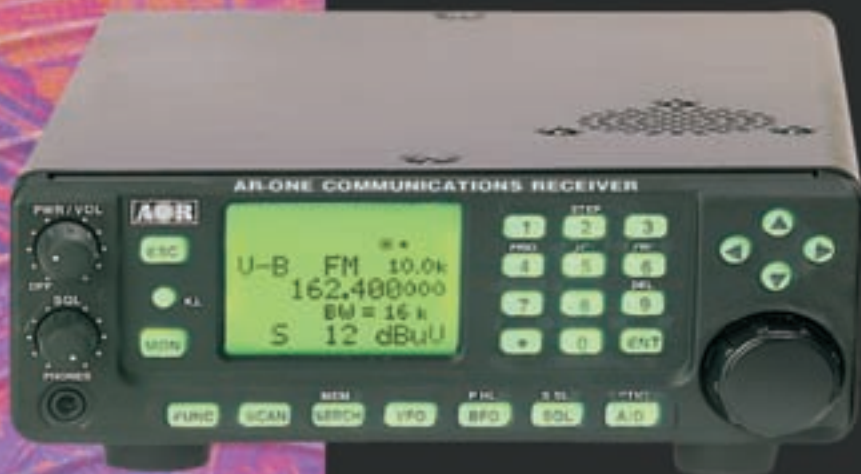 AR-ONE COMMUNICATIONS RECEIVER
PWR/VOL
AOR
OFF
SQL
PHONES
ESC
MON
U-B FM 10.0k
162.400000
BW = 16 k
S 12 dBuU
STEP
1 2 3
4 5 6
DEL
7 8 9
• 0 ENT
MEM
FUNC SCAN SERCH VFO BFO SQL A/D